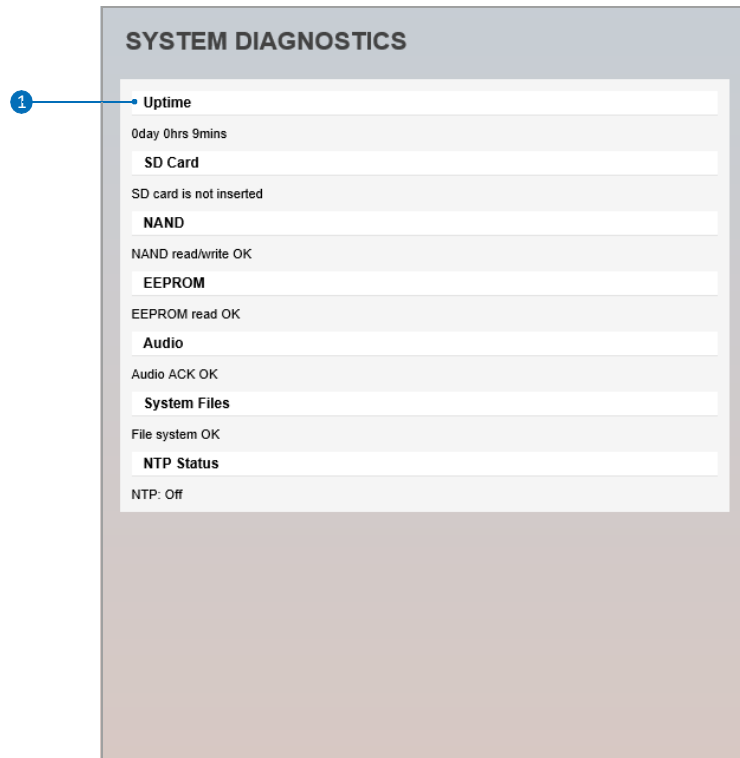 SYSTEM DIAGNOSTICS
1 Uptime
0day 0hrs 9mins
SD Card
SD card is not inserted
NAND
NAND read/write OK
EEPROM
EEPROM read OK
Audio
Audio ACK OK
System Files
File system OK
NTP Status
NTP: Off